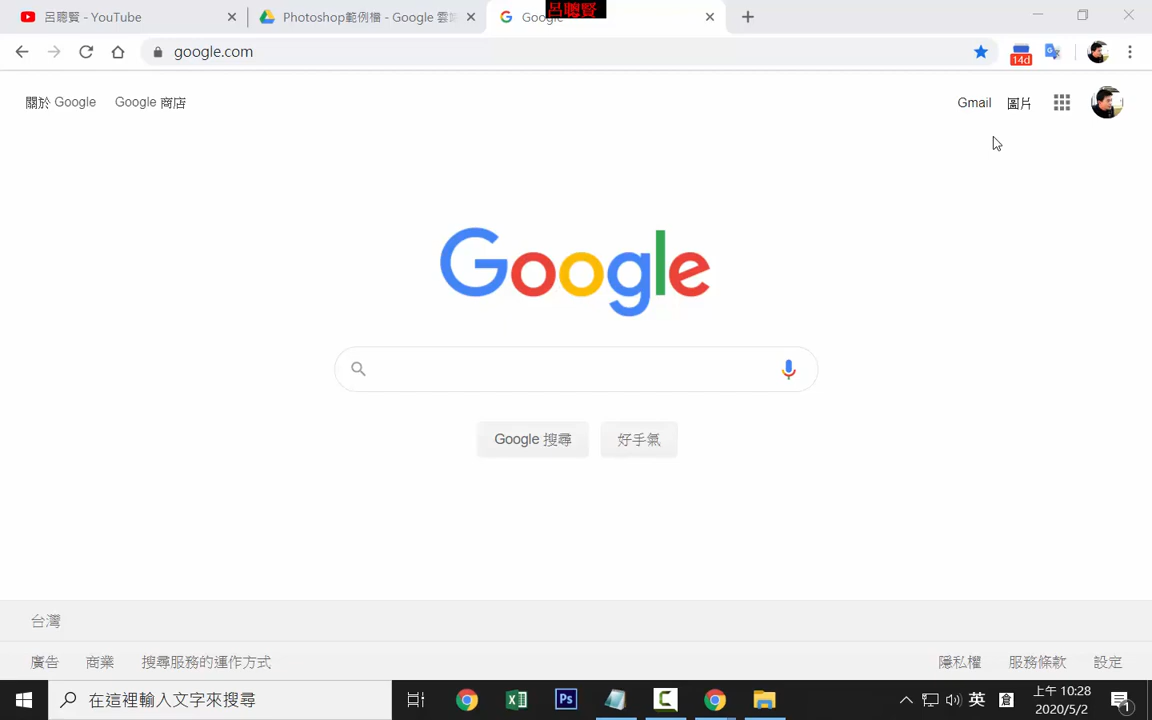 呂聰賢 - YouTube
Photoshop範例檔 - Google 雲端
Google
呂聰賢
google.com
14d
關於 Google
Google 商店
Gmail
圖片
Google
Google 搜尋
好手氣
台灣
廣告
商業
搜尋服務的運作方式
隱私權
服務條款
設定
在這裡輸入文字來搜尋
Ps
英
倉
上午 10:28
2020/5/2
1